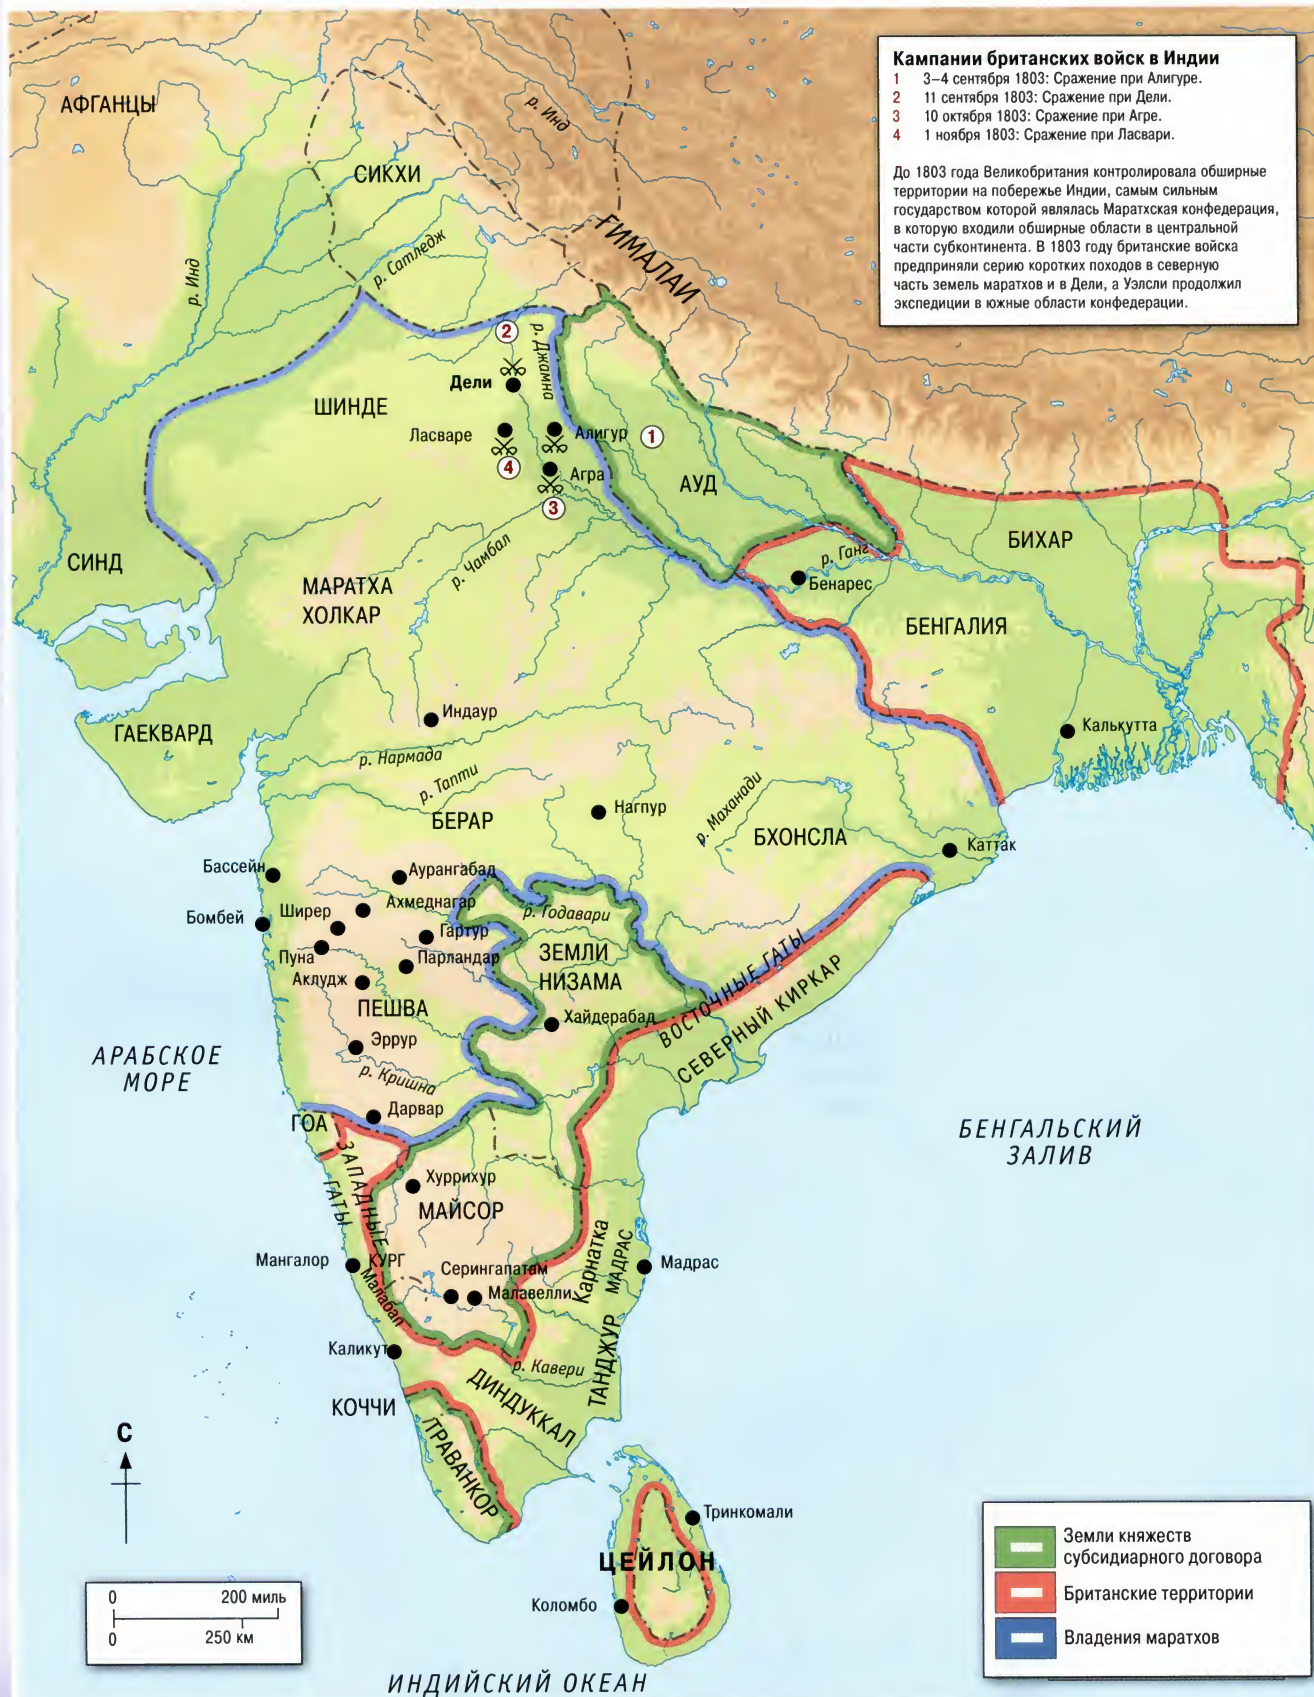 Кампании британских войск в Индии
1 3–4 сентября 1803: Сражение при Алигуре.
2 11 сентября 1803: Сражение при Дели.
3 10 октября 1803: Сражение при Агре.
4 1 ноября 1803: Сражение при Ласвари.
До 1803 года Великобритания контролировала обширные
территории на побережье Индии, самым сильным
государством которой являлась Маратхская конфедерация,
в которую входили обширные области в центральной
части субконтинента. В 1803 году британские войска
предприняли серию коротких походов в северную
часть земель маратхов и в Дели, а Уэлсли продолжил
экспедиции в южные области конфедерации.
АФГАНЦЫ
р. Инд
СИКХИ
ГИМАЛАИ
р. Сатледж
р. Инд
2
р. Джамна
Дели
ШИНДЕ
Ласваре
Алигур
1
4
Агра
АУД
3
СИНД
р. Чамбал
р. Ганг
БИХАР
МАРАТХА
ХОЛКАР
Бенарес
БЕНГАЛИЯ
Индаур
ГАЕКВАРД
Калькутта
р. Нармада
р. Тапти
БЕРАР
Нагпур
р. Маханади
БХОНСЛА
Каттак
Бассейн
Аурангабад
Бомбей
Ширер
Ахмеднагар
р. Годавари
Гартур
Пуна
Парландар
ЗЕМЛИ
НИЗАМА
Аклудж
ПЕШВА
Хайдерабад
ВОСТОЧНЫЕ ГАТЫ
СЕВЕРНЫЙ КИРКАР
Эррур
АРАБСКОЕ
МОРЕ
р. Кришна
Дарвар
ГОА
БЕНГАЛЬСКИЙ
ЗАЛИВ
ЗАПАДНЫЕ
ГАТЫ
Хуррихур
МАЙСОР
Мангалор
КУРГ
Серингапатам
Малавелли
Малабар
Карнатка
МАДРАС
Мадрас
Каликут
р. Кавери
ТАНДЖУР
КОЧЧИ
ДИНДУККАЛ
ТРАВАНКОР
С
Тринкомали
ЦЕЙЛОН
Коломбо
0 200 миль
0 250 км
ИНДИЙСКИЙ ОКЕАН
Земли княжеств
субсидиарного договора
Британские территории
Владения маратхов